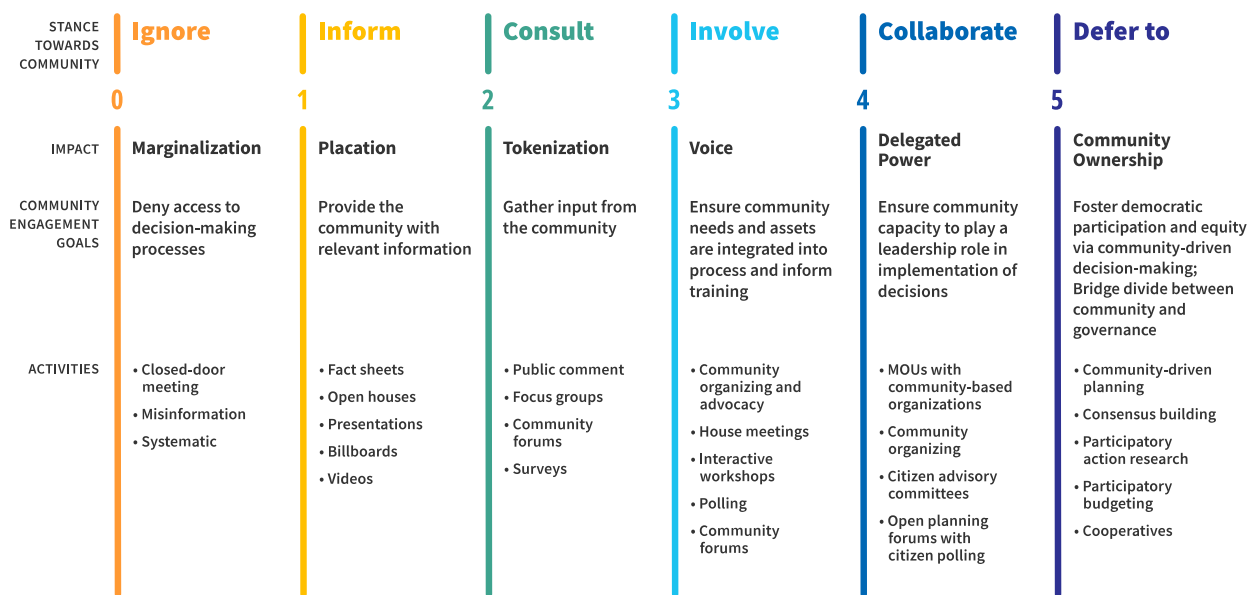 STANCE
TOWARDS
COMMUNITY
Ignore
Inform
Consult
Involve
Collaborate
Defer to
0
1
2
3
4
5
IMPACT
Marginalization
Placation
Tokenization
Voice
Delegated
Power
Community
Ownership
COMMUNITY
ENGAGEMENT
GOALS
Deny access to
decision-making
processes
Provide the
community with
relevant information
Gather input from
the community
Ensure community
needs and assets
are integrated into
process and inform
training
Ensure community
capacity to play a
leadership role in
implementation of
decisions
Foster democratic
participation and equity
via community-driven
decision-making;
Bridge divide between
community and
governance
ACTIVITIES
• Closed-door
meeting
• Misinformation
• Systematic
• Fact sheets
• Open houses
• Presentations
• Billboards
• Videos
• Public comment
• Focus groups
• Community
forums
• Surveys
• Community
organizing and
advocacy
• House meetings
• Interactive
workshops
• Polling
• Community
forums
• MOUs with
community-based
organizations
• Community
organizing
• Citizen advisory
committees
• Open planning
forums with
citizen polling
• Community-driven
planning
• Consensus building
• Participatory
action research
• Participatory
budgeting
• Cooperatives